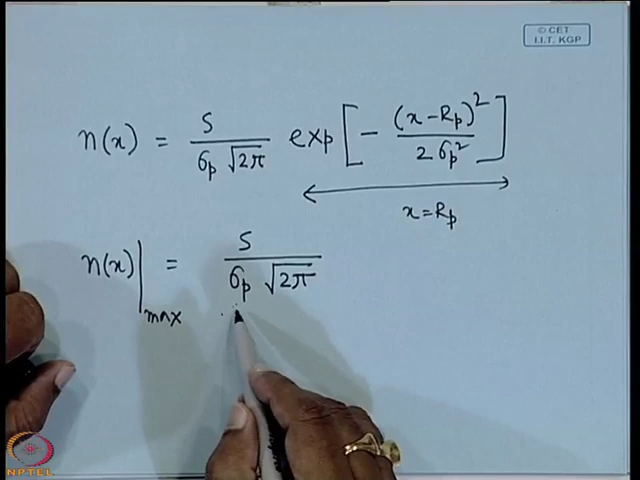 © CET
I.I.T. KGP
n(x) = S / (σp √2π) exp [ - (x - Rp)² / 2σp² ]
x = Rp
n(x)|max = S / (σp √2π)
NPTEL